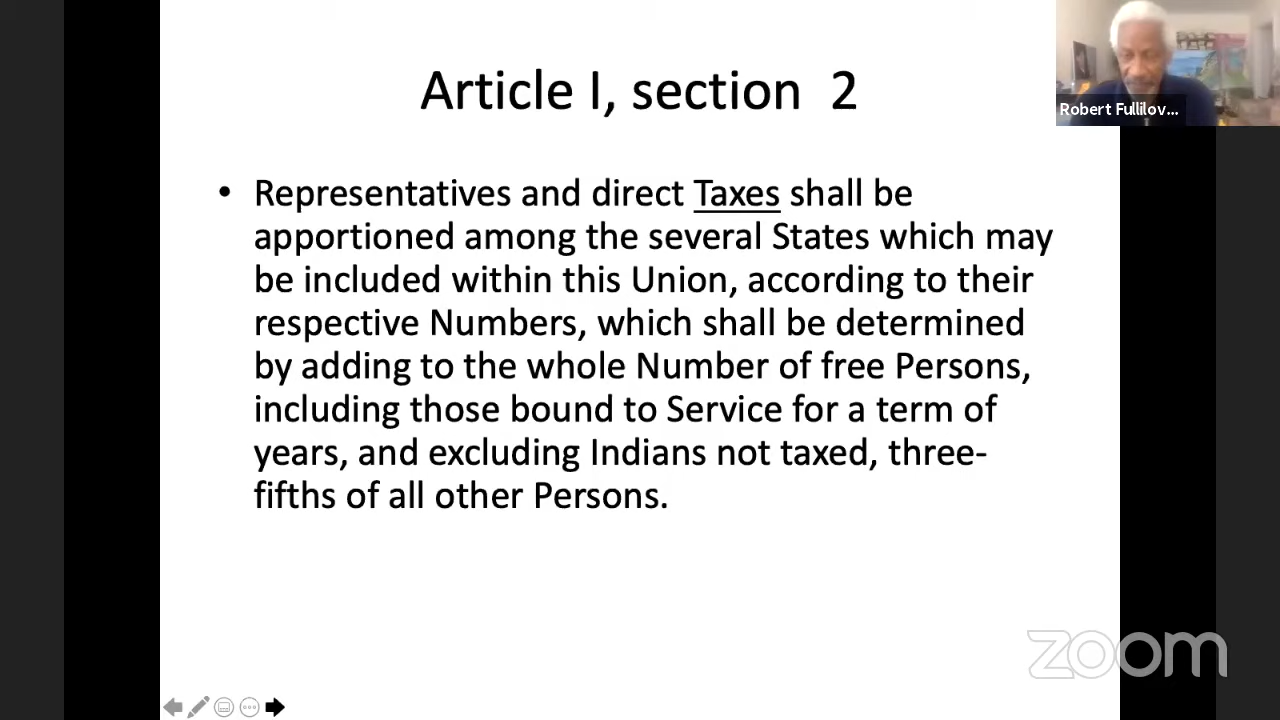 Article I, section 2
Robert Fullilov...
• Representatives and direct Taxes shall be
apportioned among the several States which may
be included within this Union, according to their
respective Numbers, which shall be determined
by adding to the whole Number of free Persons,
including those bound to Service for a term of
years, and excluding Indians not taxed, three-
fifths of all other Persons.
zoom